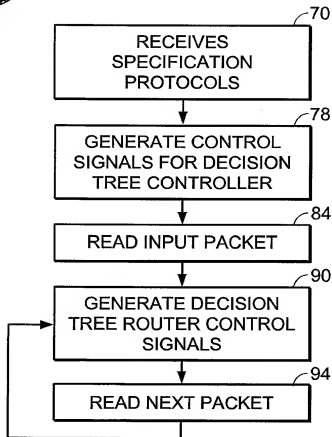 70
RECEIVES
SPECIFICATION
PROTOCOLS
78
GENERATE CONTROL
SIGNALS FOR DECISION
TREE CONTROLLER
84
READ INPUT PACKET
90
GENERATE DECISION
TREE ROUTER CONTROL
SIGNALS
94
READ NEXT PACKET